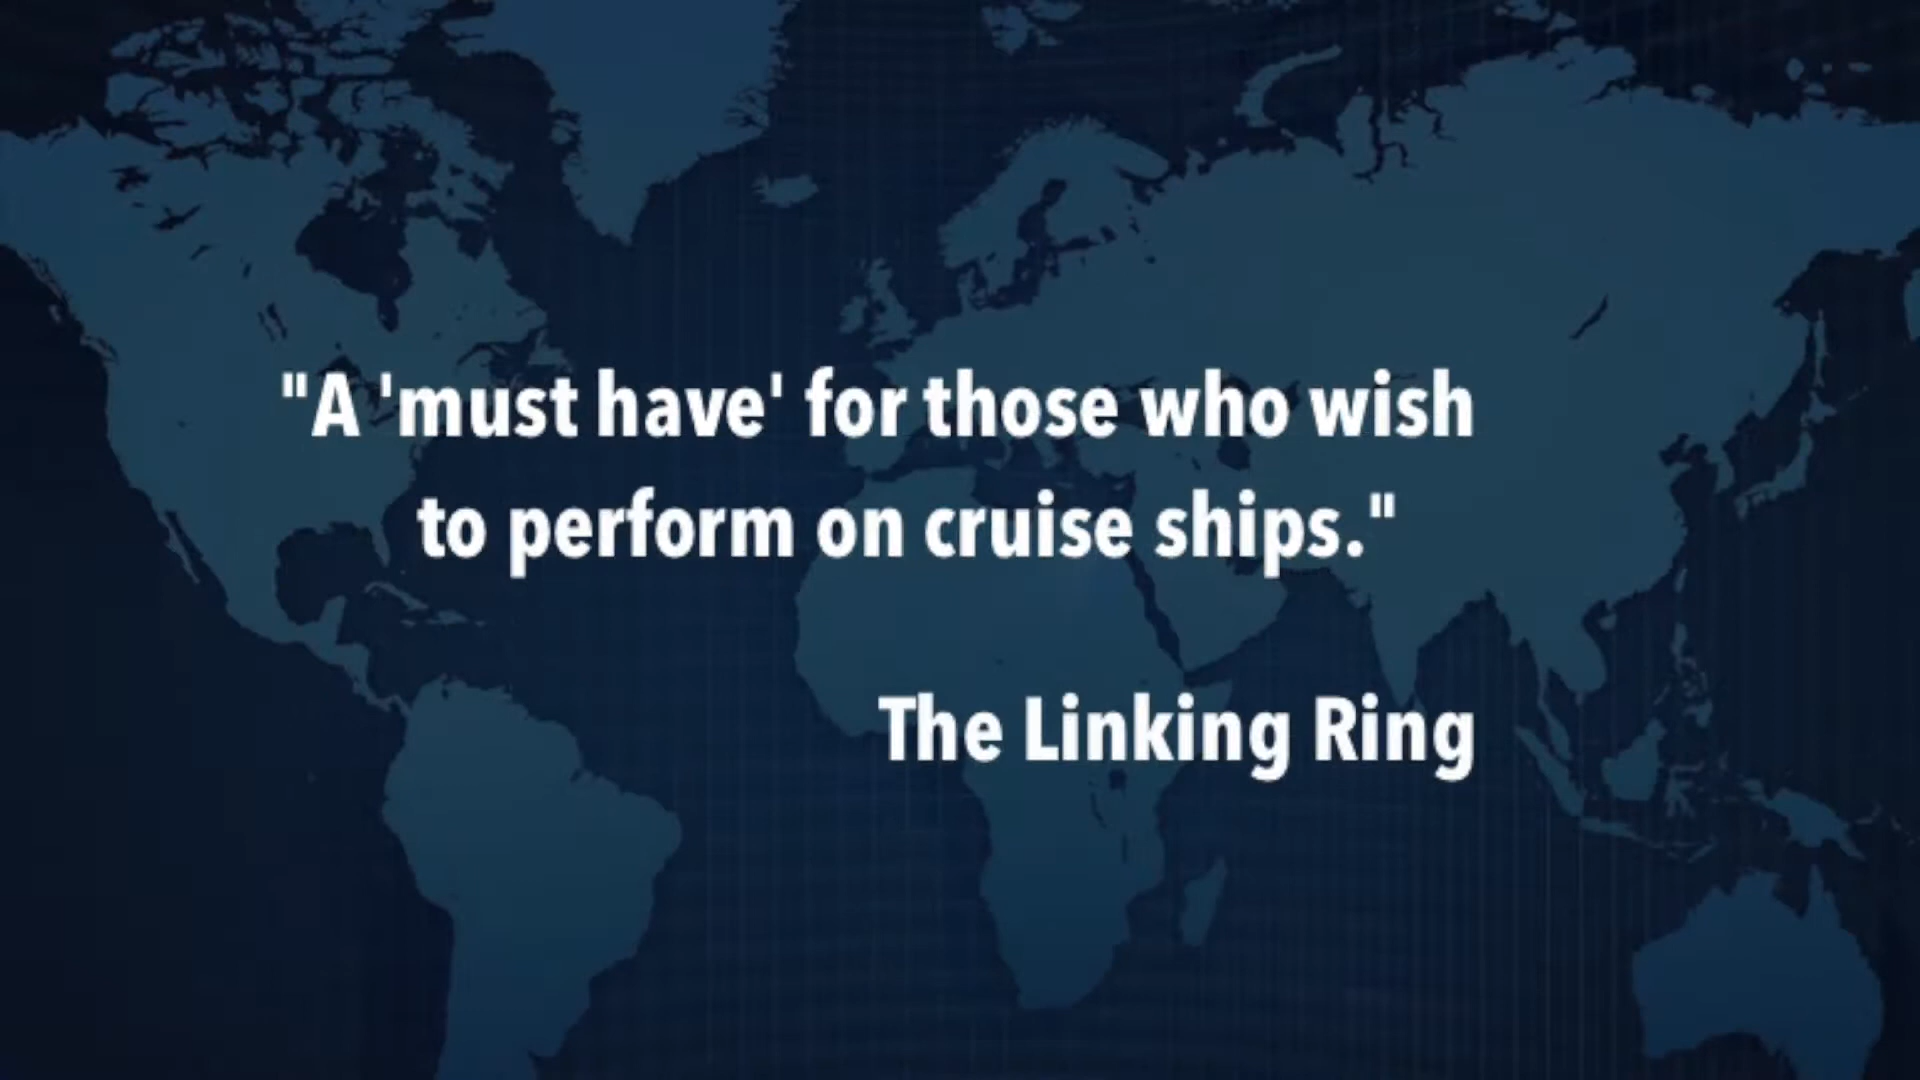 "A 'must have' for those who wish
to perform on cruise ships."
The Linking Ring